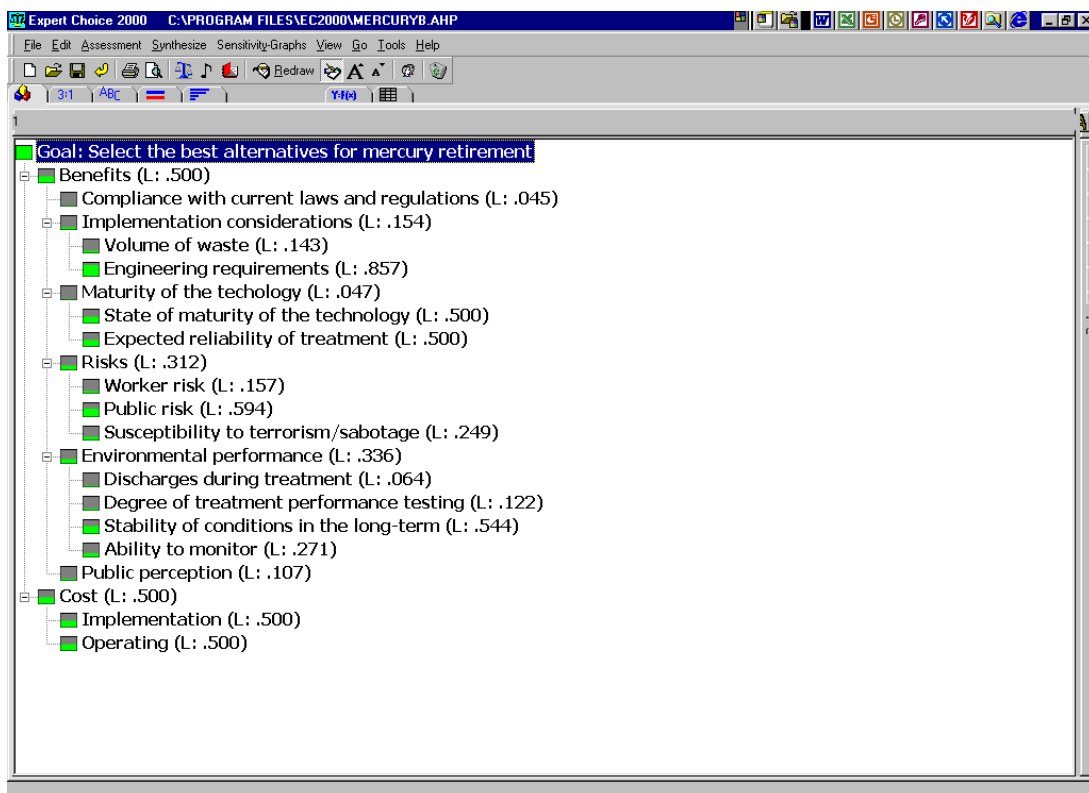 Expert Choice 2000 C:\PROGRAM FILES\EC2000\MERCURYB.AHP
File Edit Assessment Synthesize Sensitivity-Graphs View Go Tools Help
Redraw A A
3:1 ABC Y=F(x)
1
Goal: Select the best alternatives for mercury retirement
Benefits (L: .500)
Compliance with current laws and regulations (L: .045)
Implementation considerations (L: .154)
Volume of waste (L: .143)
Engineering requirements (L: .857)
Maturity of the techology (L: .047)
State of maturity of the technology (L: .500)
Expected reliability of treatment (L: .500)
Risks (L: .312)
Worker risk (L: .157)
Public risk (L: .594)
Susceptibility to terrorism/sabotage (L: .249)
Environmental performance (L: .336)
Discharges during treatment (L: .064)
Degree of treatment performance testing (L: .122)
Stability of conditions in the long-term (L: .544)
Ability to monitor (L: .271)
Public perception (L: .107)
Cost (L: .500)
Implementation (L: .500)
Operating (L: .500)